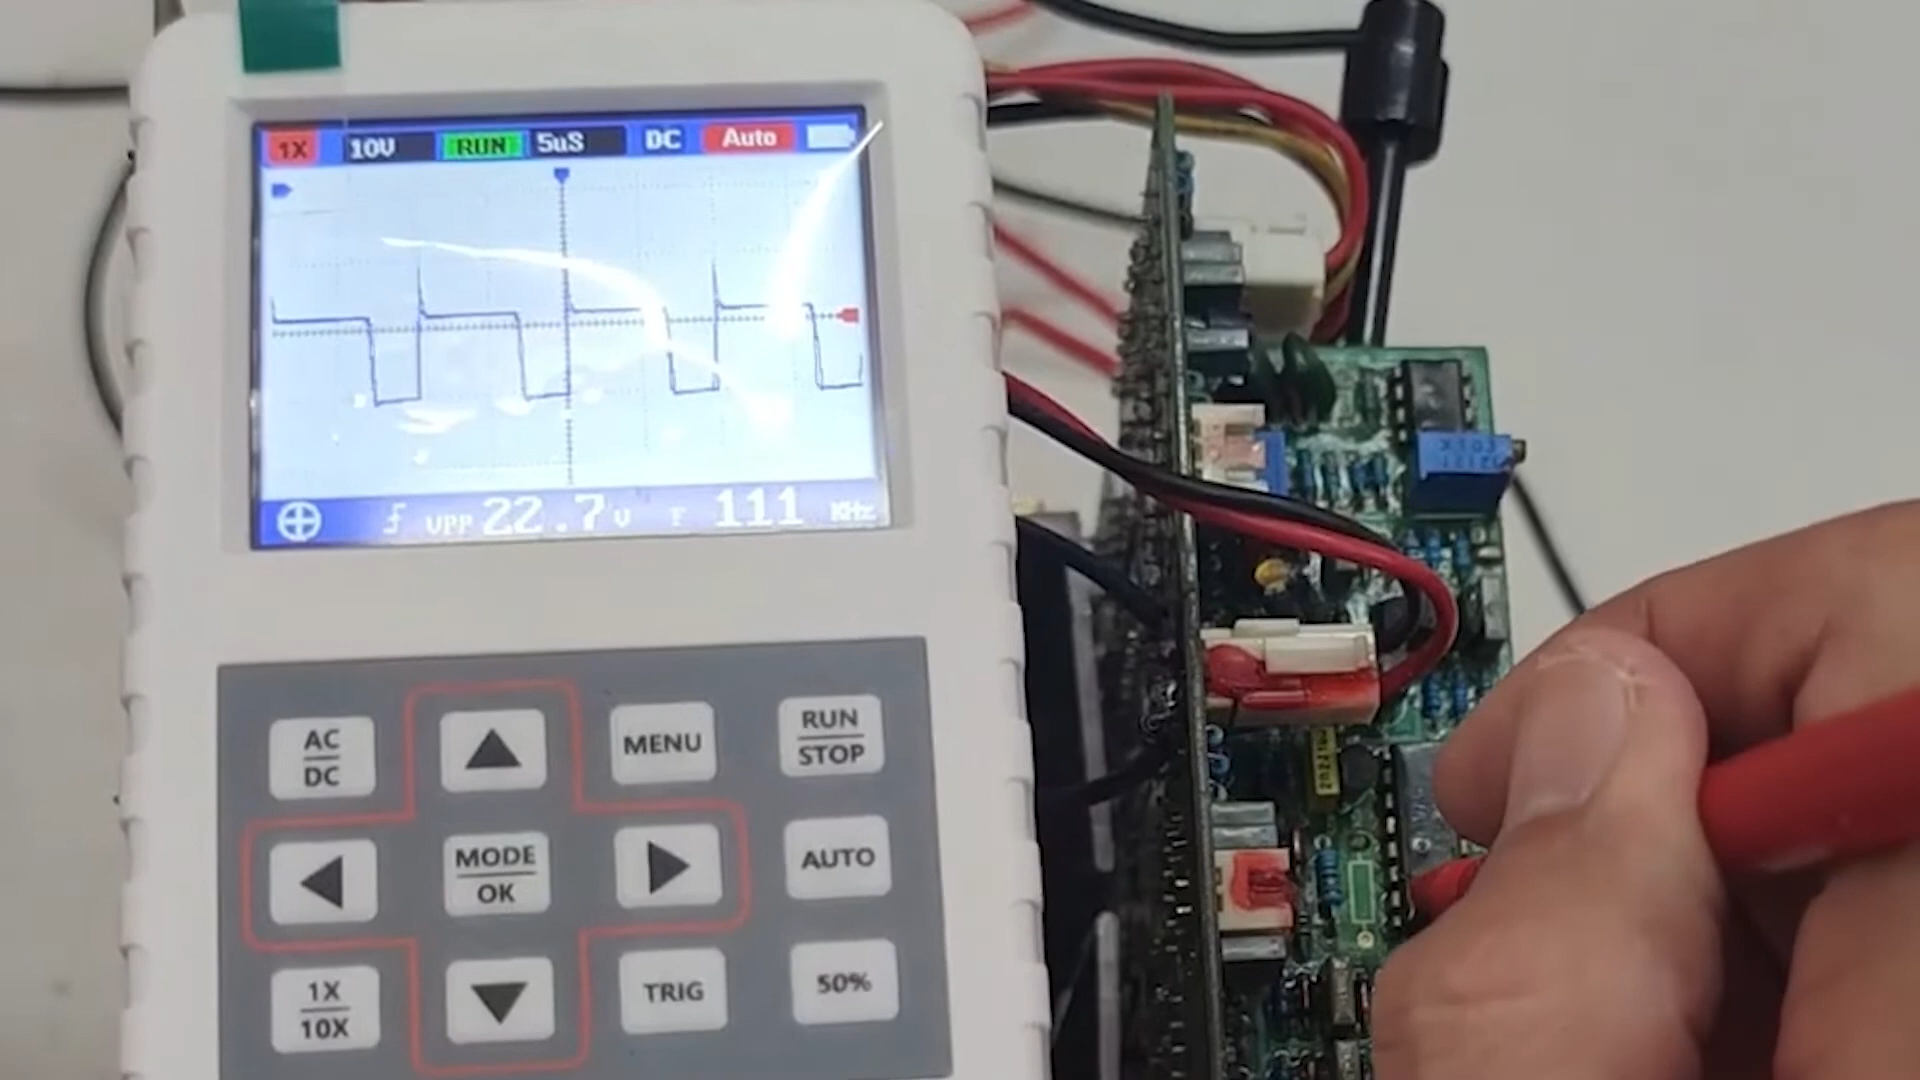 1X 10V RUN 5uS DC Auto
VPP 22.7V F 111 KHz
AC
DC
MENU
RUN
STOP
MODE
OK
AUTO
1X
10X
TRIG
50%